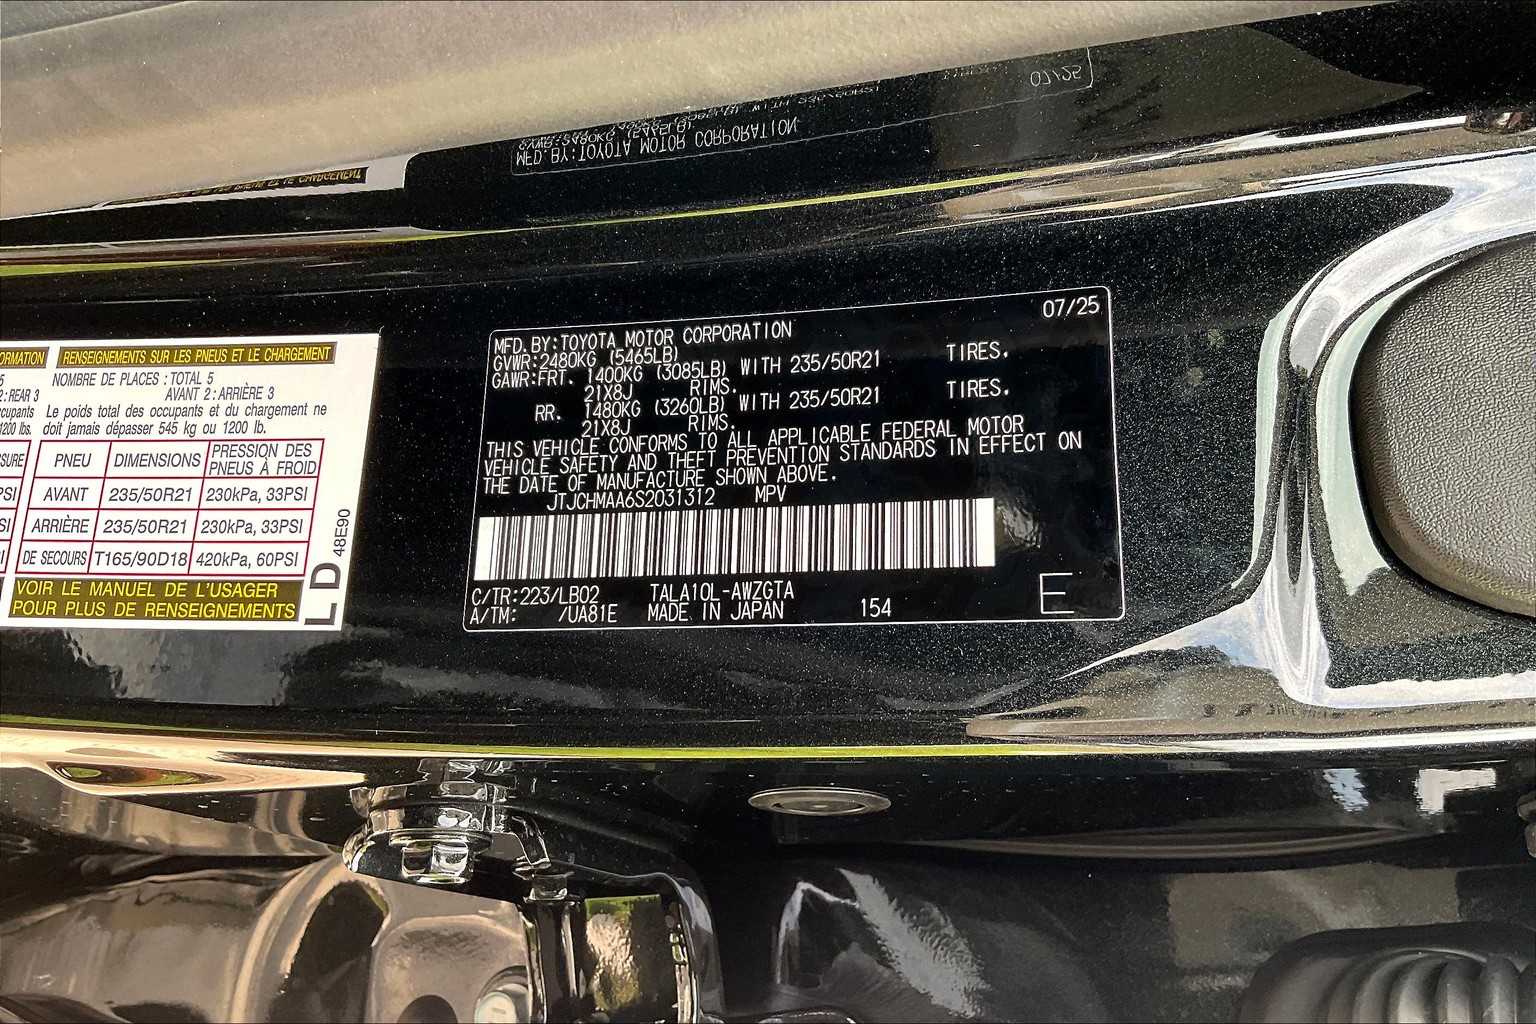 07/25
MFD.BY:TOYOTA MOTOR CORPORATION
GVWR:2480KG (5465LB)
GAWR:FRT. 1400KG (3085LB) WITH 235/50R21 TIRES.
21X8J RIMS.
RR. 1480KG (3260LB) WITH 235/50R21 TIRES.
21X8J RIMS.
THIS VEHICLE CONFORMS TO ALL APPLICABLE FEDERAL MOTOR
VEHICLE SAFETY AND THEFT PREVENTION STANDARDS IN EFFECT ON
THE DATE OF MANUFACTURE SHOWN ABOVE.
JTJCHMAA6S2031312 MPV
C/TR:223/LB02 TALA10L-AWZGTA
A/TM: /UA81E MADE IN JAPAN 154
E
RENSEIGNEMENTS SUR LES PNEUS ET LE CHARGEMENT
NOMBRE DE PLACES : TOTAL 5
AVANT 2 : ARRIÈRE 3
2 : REAR 3
Le poids total des occupants et du chargement ne
doit jamais dépasser 545 kg ou 1200 lb.
1200 lbs.
PNEU DIMENSIONS PRESSION DES PNEUS À FROID
AVANT 235/50R21 230kPa, 33PSI
ARRIÈRE 235/50R21 230kPa, 33PSI
DE SECOURS T165/90D18 420kPa, 60PSI
VOIR LE MANUEL DE L'USAGER
POUR PLUS DE RENSEIGNEMENTS
LD 48E90